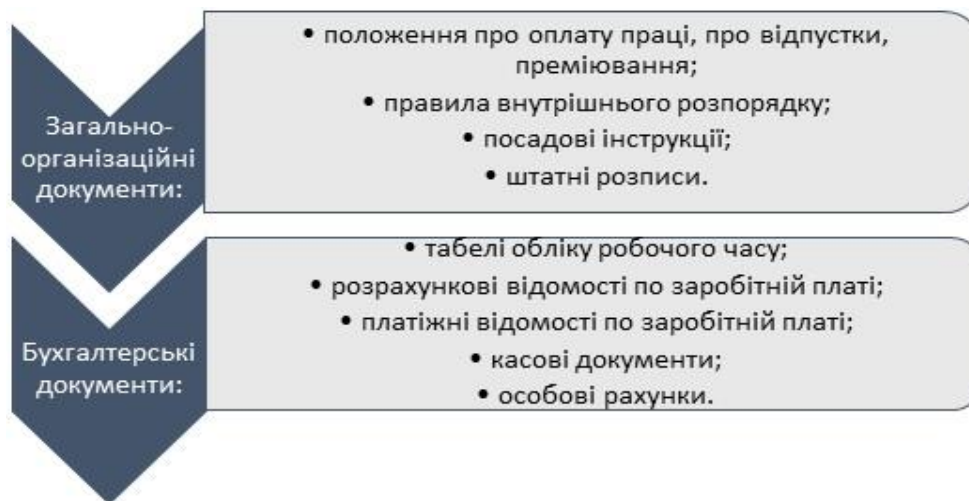 Загально-
організаційні
документи:
• положення про оплату праці, про відпустки,
преміювання;
• правила внутрішнього розпорядку;
• посадові інструкції;
• штатні розписи.
Бухгалтерські
документи:
• табелі обліку робочого часу;
• розрахункові відомості по заробітній платі;
• платіжні відомості по заробітній платі;
• касові документи;
• особові рахунки.